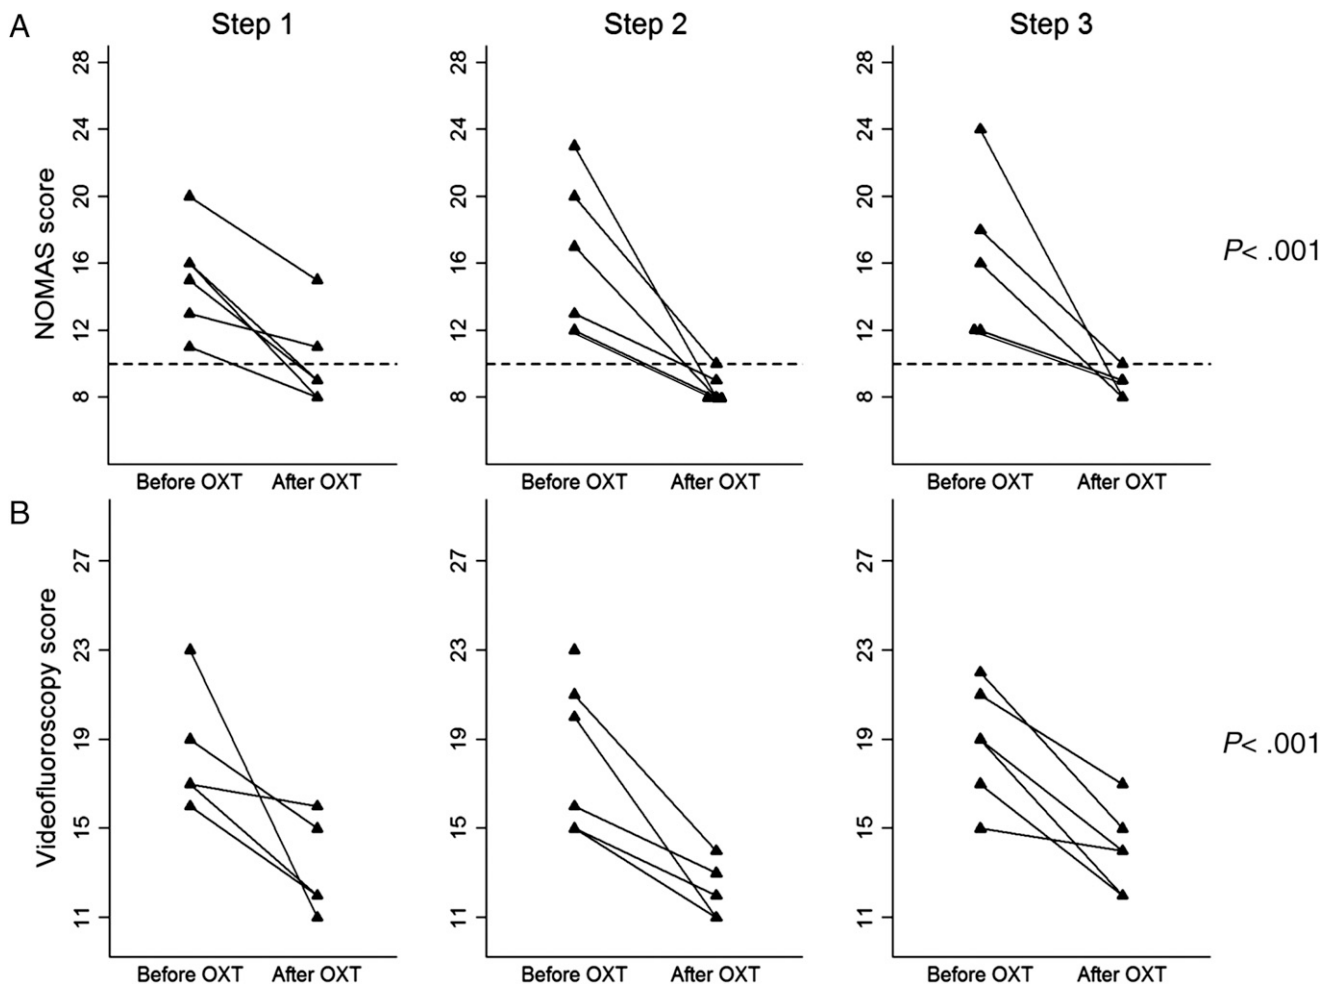 A
Step 1
Step 2
Step 3
NOMAS score
28
24
20
16
12
8
28
24
20
16
12
8
28
24
20
16
12
8
P< .001
Before OXT
After OXT
Before OXT
After OXT
Before OXT
After OXT
B
Videofluoroscopy score
27
23
19
15
11
27
23
19
15
11
27
23
19
15
11
P< .001
Before OXT
After OXT
Before OXT
After OXT
Before OXT
After OXT